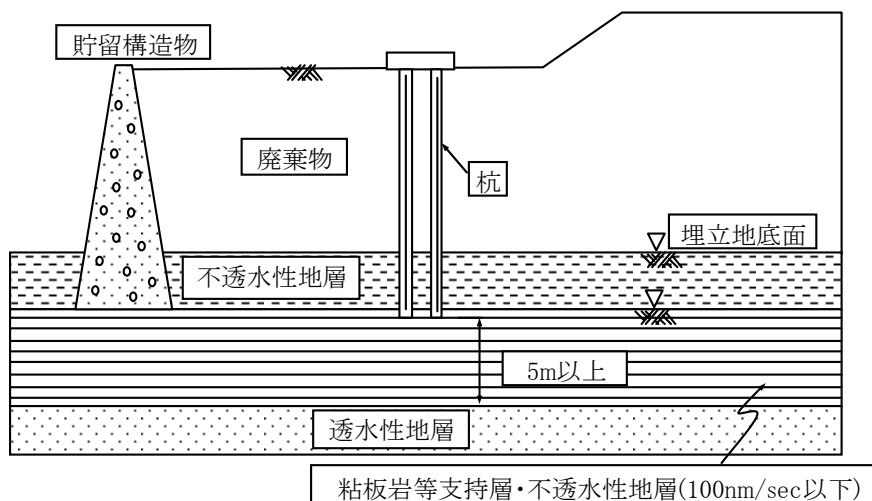 貯留構造物
廃棄物
杭
埋立地底面
不透水性地層
5m以上
透水性地層
粘板岩等支持層・不透水性地層(100nm/sec以下)